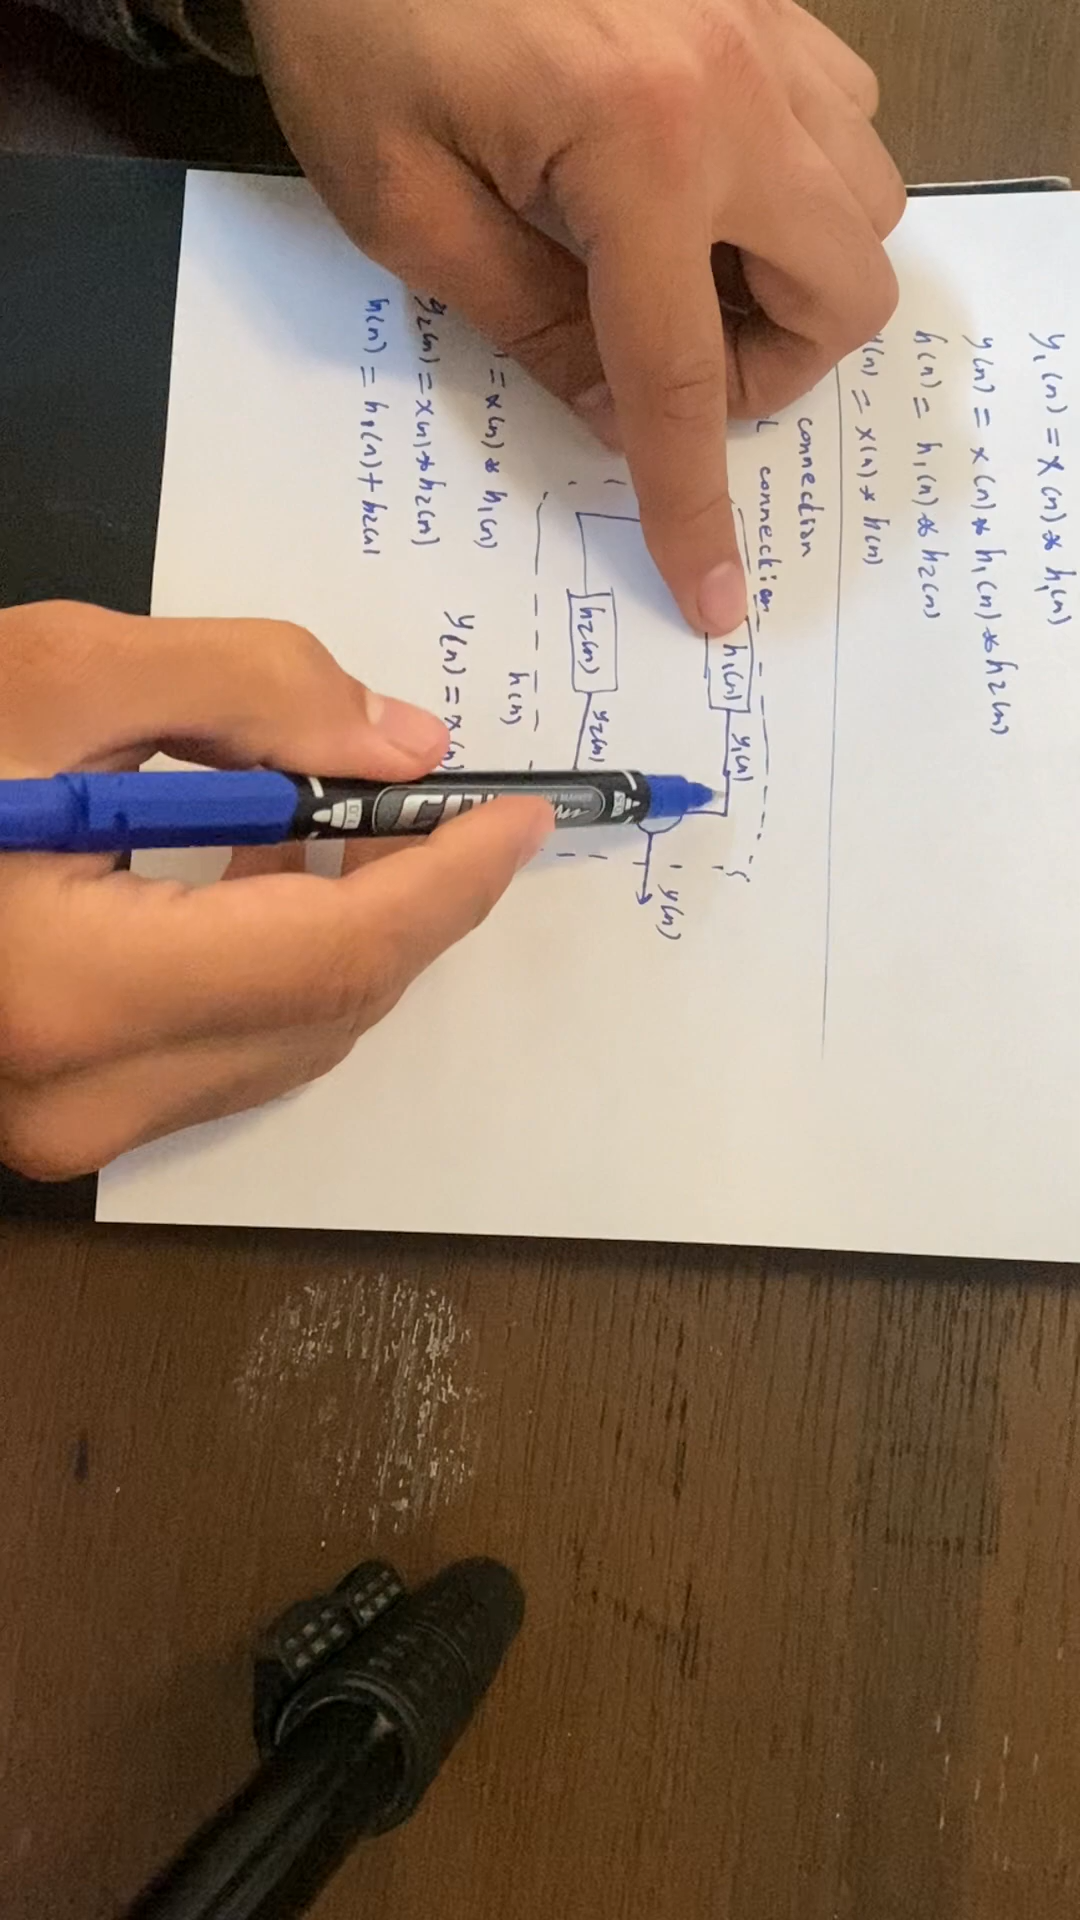 y₁(n) = x(n) * h₁(n)
y(n) = x(n) * h₁(n) * h₂(n)
h(n) = h₁(n) * h₂(n)
(n) = x(n) * h(n)
connection
connection
h₁(n) y₁(n)
y(n)
h₂(n) y₂(n)
h(n)
= x(n) * h₁(n)
y₂(n) = x(n) * h₂(n) y(n) = x(n)
h(n) = h₁(n) + h₂(n)